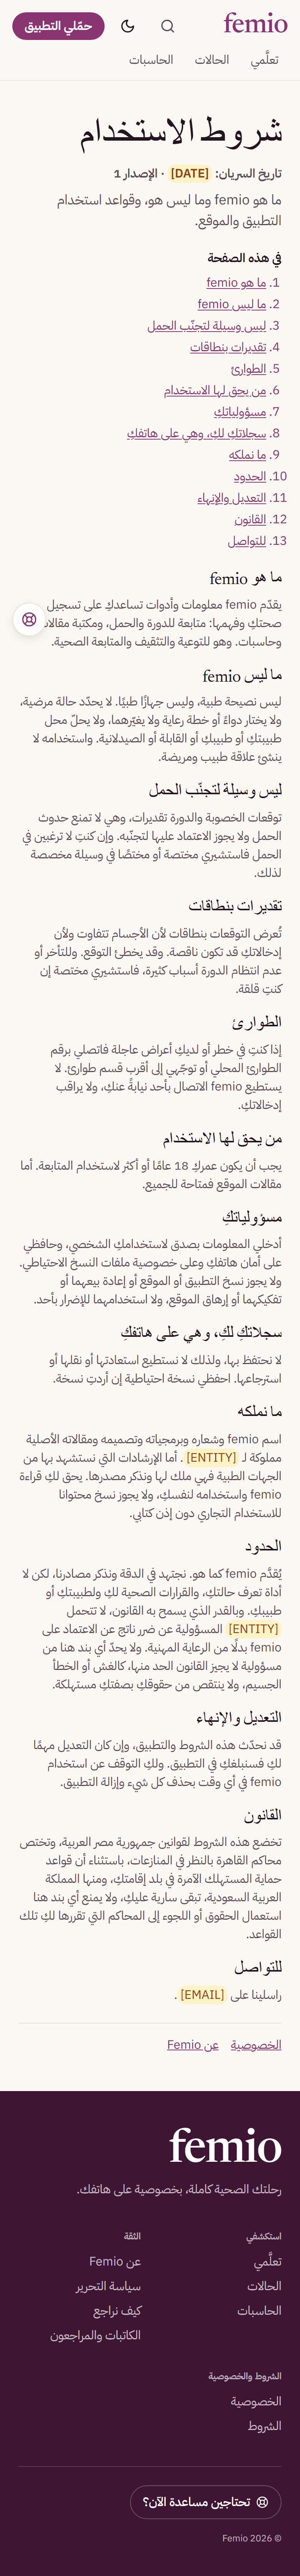 femio
حمّلي التطبيق
تعلَّمي
الحالات
الحاسبات
شروط الاستخدام
تاريخ السريان: [DATE] · الإصدار 1
ما هو femio وما ليس هو، وقواعد استخدام
التطبيق والموقع.
في هذه الصفحة
1. ما هو femio
2. ما ليس femio
3. ليس وسيلة لتجنّب الحمل
4. تقديرات بنطاقات
5. الطوارئ
6. من يحق لها الاستخدام
7. مسؤولياتكِ
8. سجلاتكِ لكِ، وهي على هاتفكِ
9. ما نملكه
10. الحدود
11. التعديل والإنهاء
12. القانون
13. للتواصل
ما هو femio
يقدّم femio معلومات وأدوات تساعدكِ على تسجيل
صحتكِ وفهمها: متابعة للدورة والحمل، ومكتبة مقالات
وحاسبات. وهو للتوعية والتثقيف والمتابعة الصحية.
ما ليس femio
ليس نصيحة طبية، وليس جهازًا طبيًا. لا يحدّد حالة مرضية،
ولا يختار دواءً أو خطة رعاية ولا يغيّرهما، ولا يحلّ محل
طبيبتكِ أو طبيبكِ أو القابلة أو الصيدلانية. واستخدامه لا
ينشئ علاقة طبيب ومريضة.
ليس وسيلة لتجنّب الحمل
توقعات الخصوبة والدورة تقديرات، وهي لا تمنع حدوث
الحمل ولا يجوز الاعتماد عليها لتجنّبه. وإن كنتِ لا ترغبين في
الحمل فاستشيري مختصة أو مختصًا في وسيلة مخصصة
لذلك.
تقديرات بنطاقات
تُعرض التوقعات بنطاقات لأن الأجسام تتفاوت ولأن
إدخالاتكِ قد تكون ناقصة. وقد يخطئ التوقع. وللتأخر أو
عدم انتظام الدورة أسباب كثيرة، فاستشيري مختصة إن
كنتِ قلقة.
الطوارئ
إذا كنتِ في خطر أو لديكِ أعراض عاجلة فاتصلي برقم
الطوارئ المحلي أو توجّهي إلى أقرب قسم طوارئ. لا
يستطيع femio الاتصال بأحد نيابةً عنكِ، ولا يراقب
إدخالاتكِ.
من يحق لها الاستخدام
يجب أن يكون عمركِ 18 عامًا أو أكثر لاستخدام المتابعة. أما
مقالات الموقع فمتاحة للجميع.
مسؤولياتكِ
أدخلي المعلومات بصدق لاستخدامكِ الشخصي، وحافظي
على أمان هاتفكِ وعلى خصوصية ملفات النسخ الاحتياطي.
ولا يجوز نسخ التطبيق أو الموقع أو إعادة بيعهما أو
تفكيكهما أو إرهاق الموقع، ولا استخدامهما للإضرار بأحد.
سجلاتكِ لكِ، وهي على هاتفكِ
لا نحتفظ بها، ولذلك لا نستطيع استعادتها أو نقلها أو
استرجاعها. احفظي نسخة احتياطية إن أردتِ نسخة.
ما نملكه
اسم femio وشعاره وبرمجياته وتصميمه ومقالاته الأصلية
مملوكة لـ [ENTITY]. أما الإرشادات التي نستشهد بها من
الجهات الطبية فهي ملك لها ونذكر مصدرها. يحق لكِ قراءة
femio واستخدامه لنفسكِ، ولا يجوز نسخ محتوانا
للاستخدام التجاري دون إذن كتابي.
الحدود
يُقدَّم femio كما هو. نجتهد في الدقة ونذكر مصادرنا، لكن لا
أداة تعرف حالتكِ، والقرارات الصحية لكِ ولطبيبتكِ أو
طبيبكِ. وبالقدر الذي يسمح به القانون، لا تتحمل
[ENTITY] المسؤولية عن ضرر ناتج عن الاعتماد على
femio بدلًا من الرعاية المهنية. ولا يحدّ أي بند هنا من
مسؤولية لا يجيز القانون الحد منها، كالغش أو الخطأ
الجسيم، ولا ينتقص من حقوقكِ بصفتكِ مستهلكة.
التعديل والإنهاء
قد نحدّث هذه الشروط والتطبيق، وإن كان التعديل مهمًا
لكِ فسنبلغكِ في التطبيق. ولكِ التوقف عن استخدام
femio في أي وقت بحذف كل شيء وإزالة التطبيق.
القانون
تخضع هذه الشروط لقوانين جمهورية مصر العربية، وتختص
محاكم القاهرة بالنظر في المنازعات، باستثناء أن قواعد
حماية المستهلك الآمرة في بلد إقامتكِ، ومنها المملكة
العربية السعودية، تبقى سارية عليكِ، ولا يمنع أي بند هنا
استعمال الحقوق أو اللجوء إلى المحاكم التي تقررها لكِ تلك
القواعد.
للتواصل
راسلينا على [EMAIL].
الخصوصية
عن Femio
femio
رحلتك الصحية كاملة، بخصوصية على هاتفك.
استكشفي
تعلَّمي
الحالات
الحاسبات
الثقة
عن Femio
سياسة التحرير
كيف نراجع
الكاتبات والمراجعون
الشروط والخصوصية
الخصوصية
الشروط
تحتاجين مساعدة الآن؟
© 2026 Femio